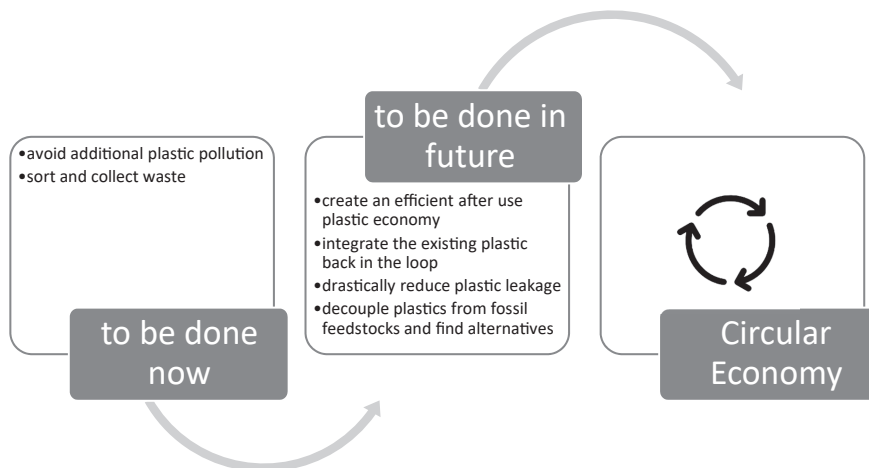 •avoid additional plastic pollution
•sort and collect waste
to be done
now
to be done in
future
•create an efficient after use
plastic economy
•integrate the existing plastic
back in the loop
•drastically reduce plastic leakage
•decouple plastics from fossil
feedstocks and find alternatives
Circular
Economy